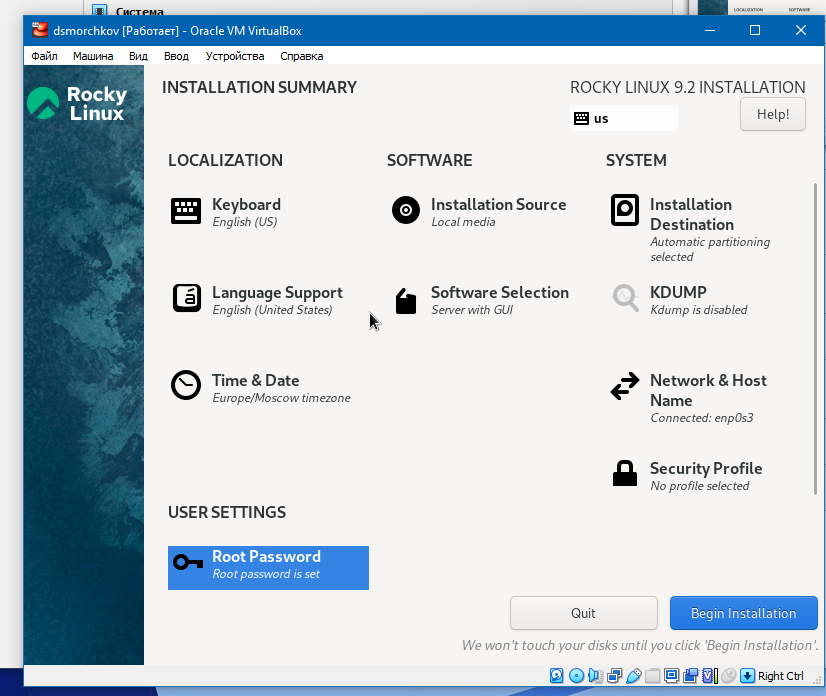 Система
LOCALIZATION SOFTWARE
dsmorchkov [Работает] - Oracle VM VirtualBox
Файл Машина Вид Ввод Устройства Справка
Rocky
Linux
INSTALLATION SUMMARY
ROCKY LINUX 9.2 INSTALLATION
us
Help!
LOCALIZATION
Keyboard
English (US)
Language Support
English (United States)
Time & Date
Europe/Moscow timezone
SOFTWARE
Installation Source
Local media
Software Selection
Server with GUI
SYSTEM
Installation
Destination
Automatic partitioning
selected
KDUMP
Kdump is disabled
Network & Host
Name
Connected: enp0s3
Security Profile
No profile selected
USER SETTINGS
Root Password
Root password is set
Quit
Begin Installation
We won't touch your disks until you click 'Begin Installation'.
Right Ctrl